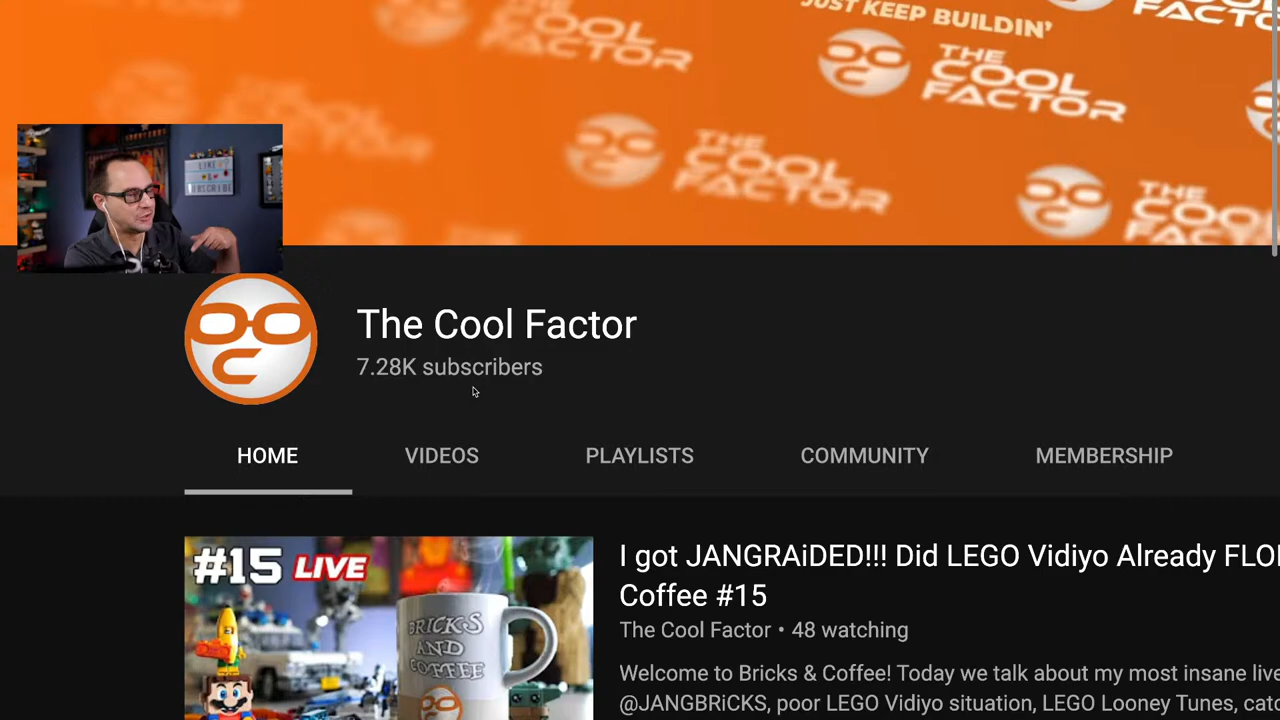 JUST KEEP BUILDIN'
THE
COOL
FACTOR
THE
COOL
FACTOR
THE
COOL
FACTOR
THE
COOL
LIKE
&
SUBSCRIBE
The Cool Factor
7.28K subscribers
HOME
VIDEOS
PLAYLISTS
COMMUNITY
MEMBERSHIP
#15 LIVE
BRICKS
AND
COFFEE
I got JANGRAiDED!!! Did LEGO Vidiyo Already FLO
Coffee #15
The Cool Factor • 48 watching
Welcome to Bricks & Coffee! Today we talk about my most insane live
@JANGBRiCKS, poor LEGO Vidiyo situation, LEGO Looney Tunes, catc